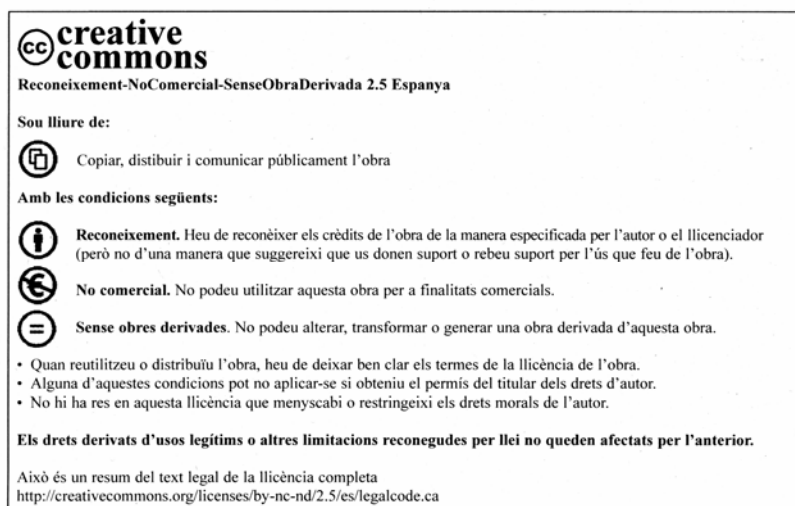 cc creative
commons
Reconeixement-NoComercial-SenseObraDerivada 2.5 Espanya
Sou lliure de:
Copiar, distibuir i comunicar públicament l'obra
Amb les condicions següents:
Reconeixement. Heu de reconèixer els crèdits de l'obra de la manera especificada per l'autor o el llicenciador
(però no d'una manera que suggereixi que us donen suport o rebeu suport per l'ús que feu de l'obra).
No comercial. No podeu utilitzar aquesta obra per a finalitats comercials.
Sense obres derivades. No podeu alterar, transformar o generar una obra derivada d'aquesta obra.
• Quan reutilitzeu o distribuïu l'obra, heu de deixar ben clar els termes de la llicència de l'obra.
• Alguna d'aquestes condicions pot no aplicar-se si obteniu el permís del titular dels drets d'autor.
• No hi ha res en aquesta llicència que menyscabi o restringeixi els drets morals de l'autor.
Els drets derivats d'usos legítims o altres limitacions reconegudes per llei no queden afectats per l'anterior.
Això és un resum del text legal de la llicència completa
http://creativecommons.org/licenses/by-nc-nd/2.5/es/legalcode.ca